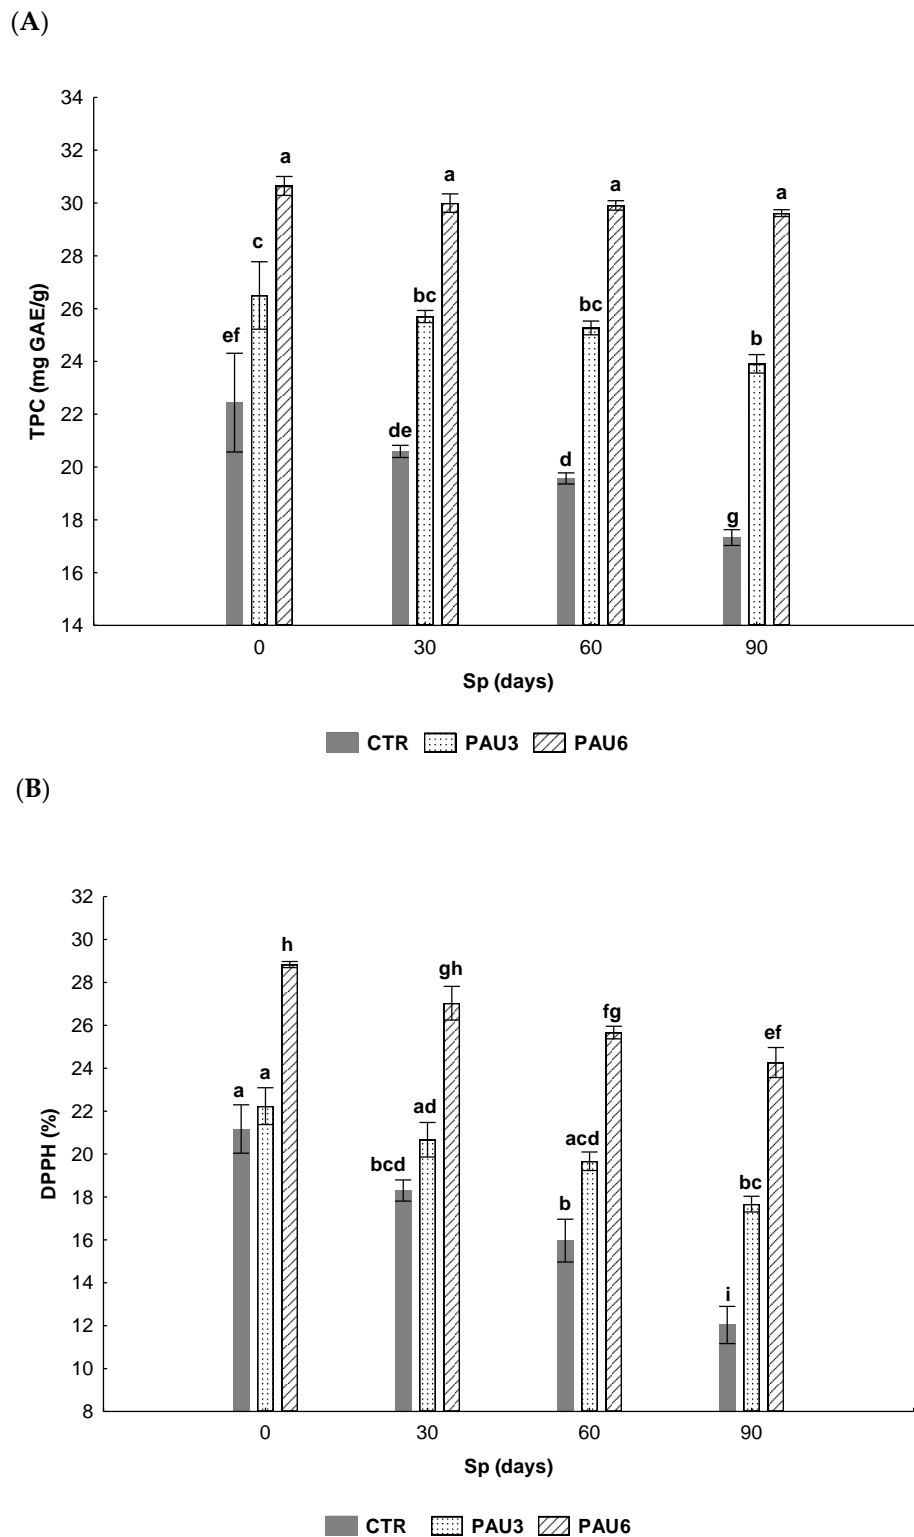 (A)
34
32
30
28
26
24
22
20
18
16
14
TPC (mg GAE/g)
ef c a
de bc a
d bc a
g b a
0 30 60 90
Sp (days)
CTR PAU3 PAU6
(B)
32
30
28
26
24
22
20
18
16
14
12
10
8
DPPH (%)
a a h
bcd ad gh
b acd fg
i bc ef
0 30 60 90
Sp (days)
CTR PAU3 PAU6